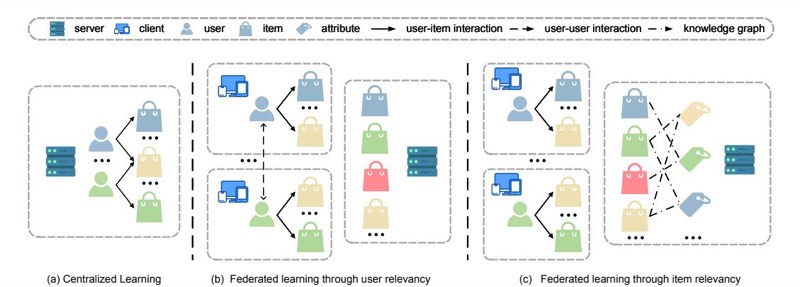 server client user item attribute user-item interaction user-user interaction knowledge graph
(a) Centralized Learning (b) Federated learning through user relevancy (c) Federated learning through item relevancy